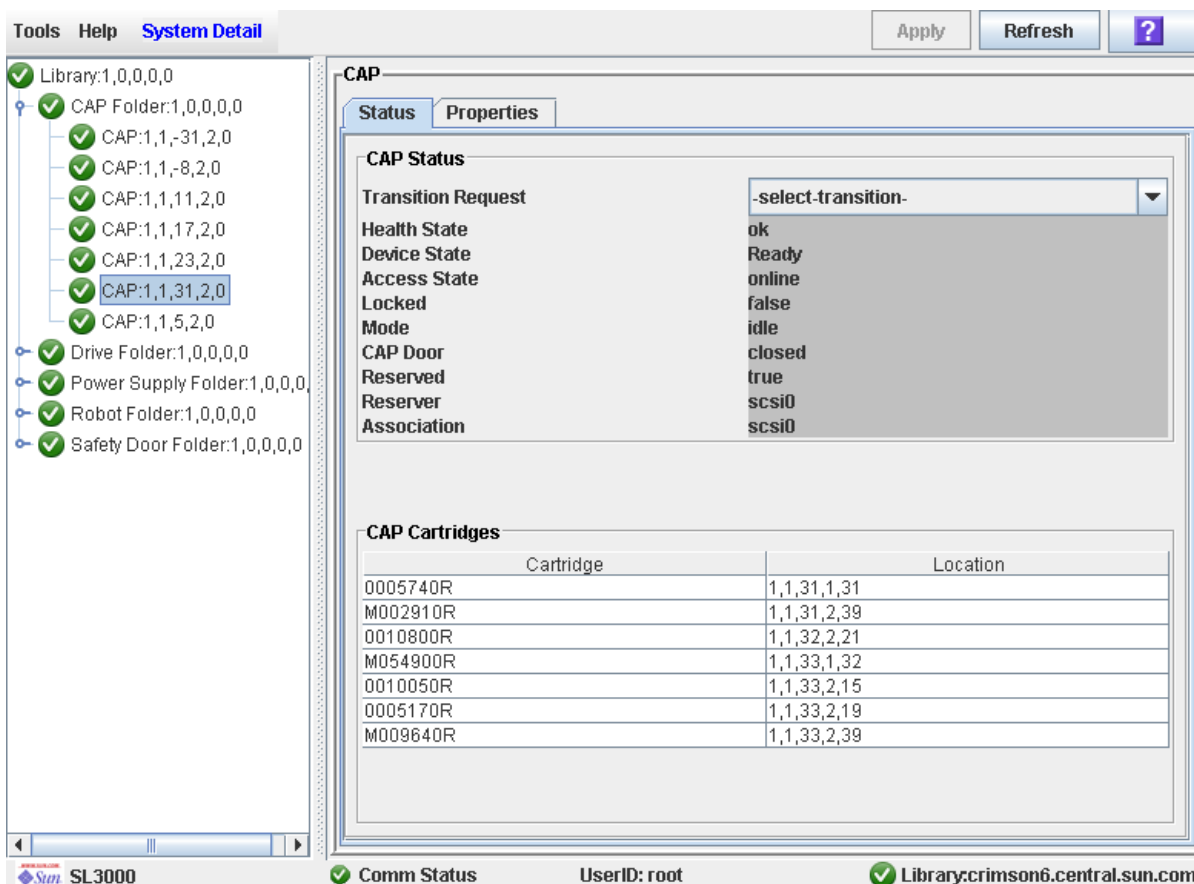 Tools Help System Detail Apply Refresh ?
Library:1,0,0,0,0
CAP Folder:1,0,0,0,0
CAP:1,1,-31,2,0
CAP:1,1,-8,2,0
CAP:1,1,11,2,0
CAP:1,1,17,2,0
CAP:1,1,23,2,0
CAP:1,1,31,2,0
CAP:1,1,5,2,0
Drive Folder:1,0,0,0,0
Power Supply Folder:1,0,0,0,
Robot Folder:1,0,0,0,0
Safety Door Folder:1,0,0,0,0
CAP
Status Properties
CAP Status
Transition Request -select-transition-
Health State ok
Device State Ready
Access State online
Locked false
Mode idle
CAP Door closed
Reserved true
Reserver scsi0
Association scsi0
CAP Cartridges
Cartridge Location
0005740R 1,1,31,1,31
M002910R 1,1,31,2,39
0010800R 1,1,32,2,21
M054900R 1,1,33,1,32
0010050R 1,1,33,2,15
0005170R 1,1,33,2,19
M009640R 1,1,33,2,39
Sun SL3000 Comm Status UserID: root Library:crimson6.central.sun.com